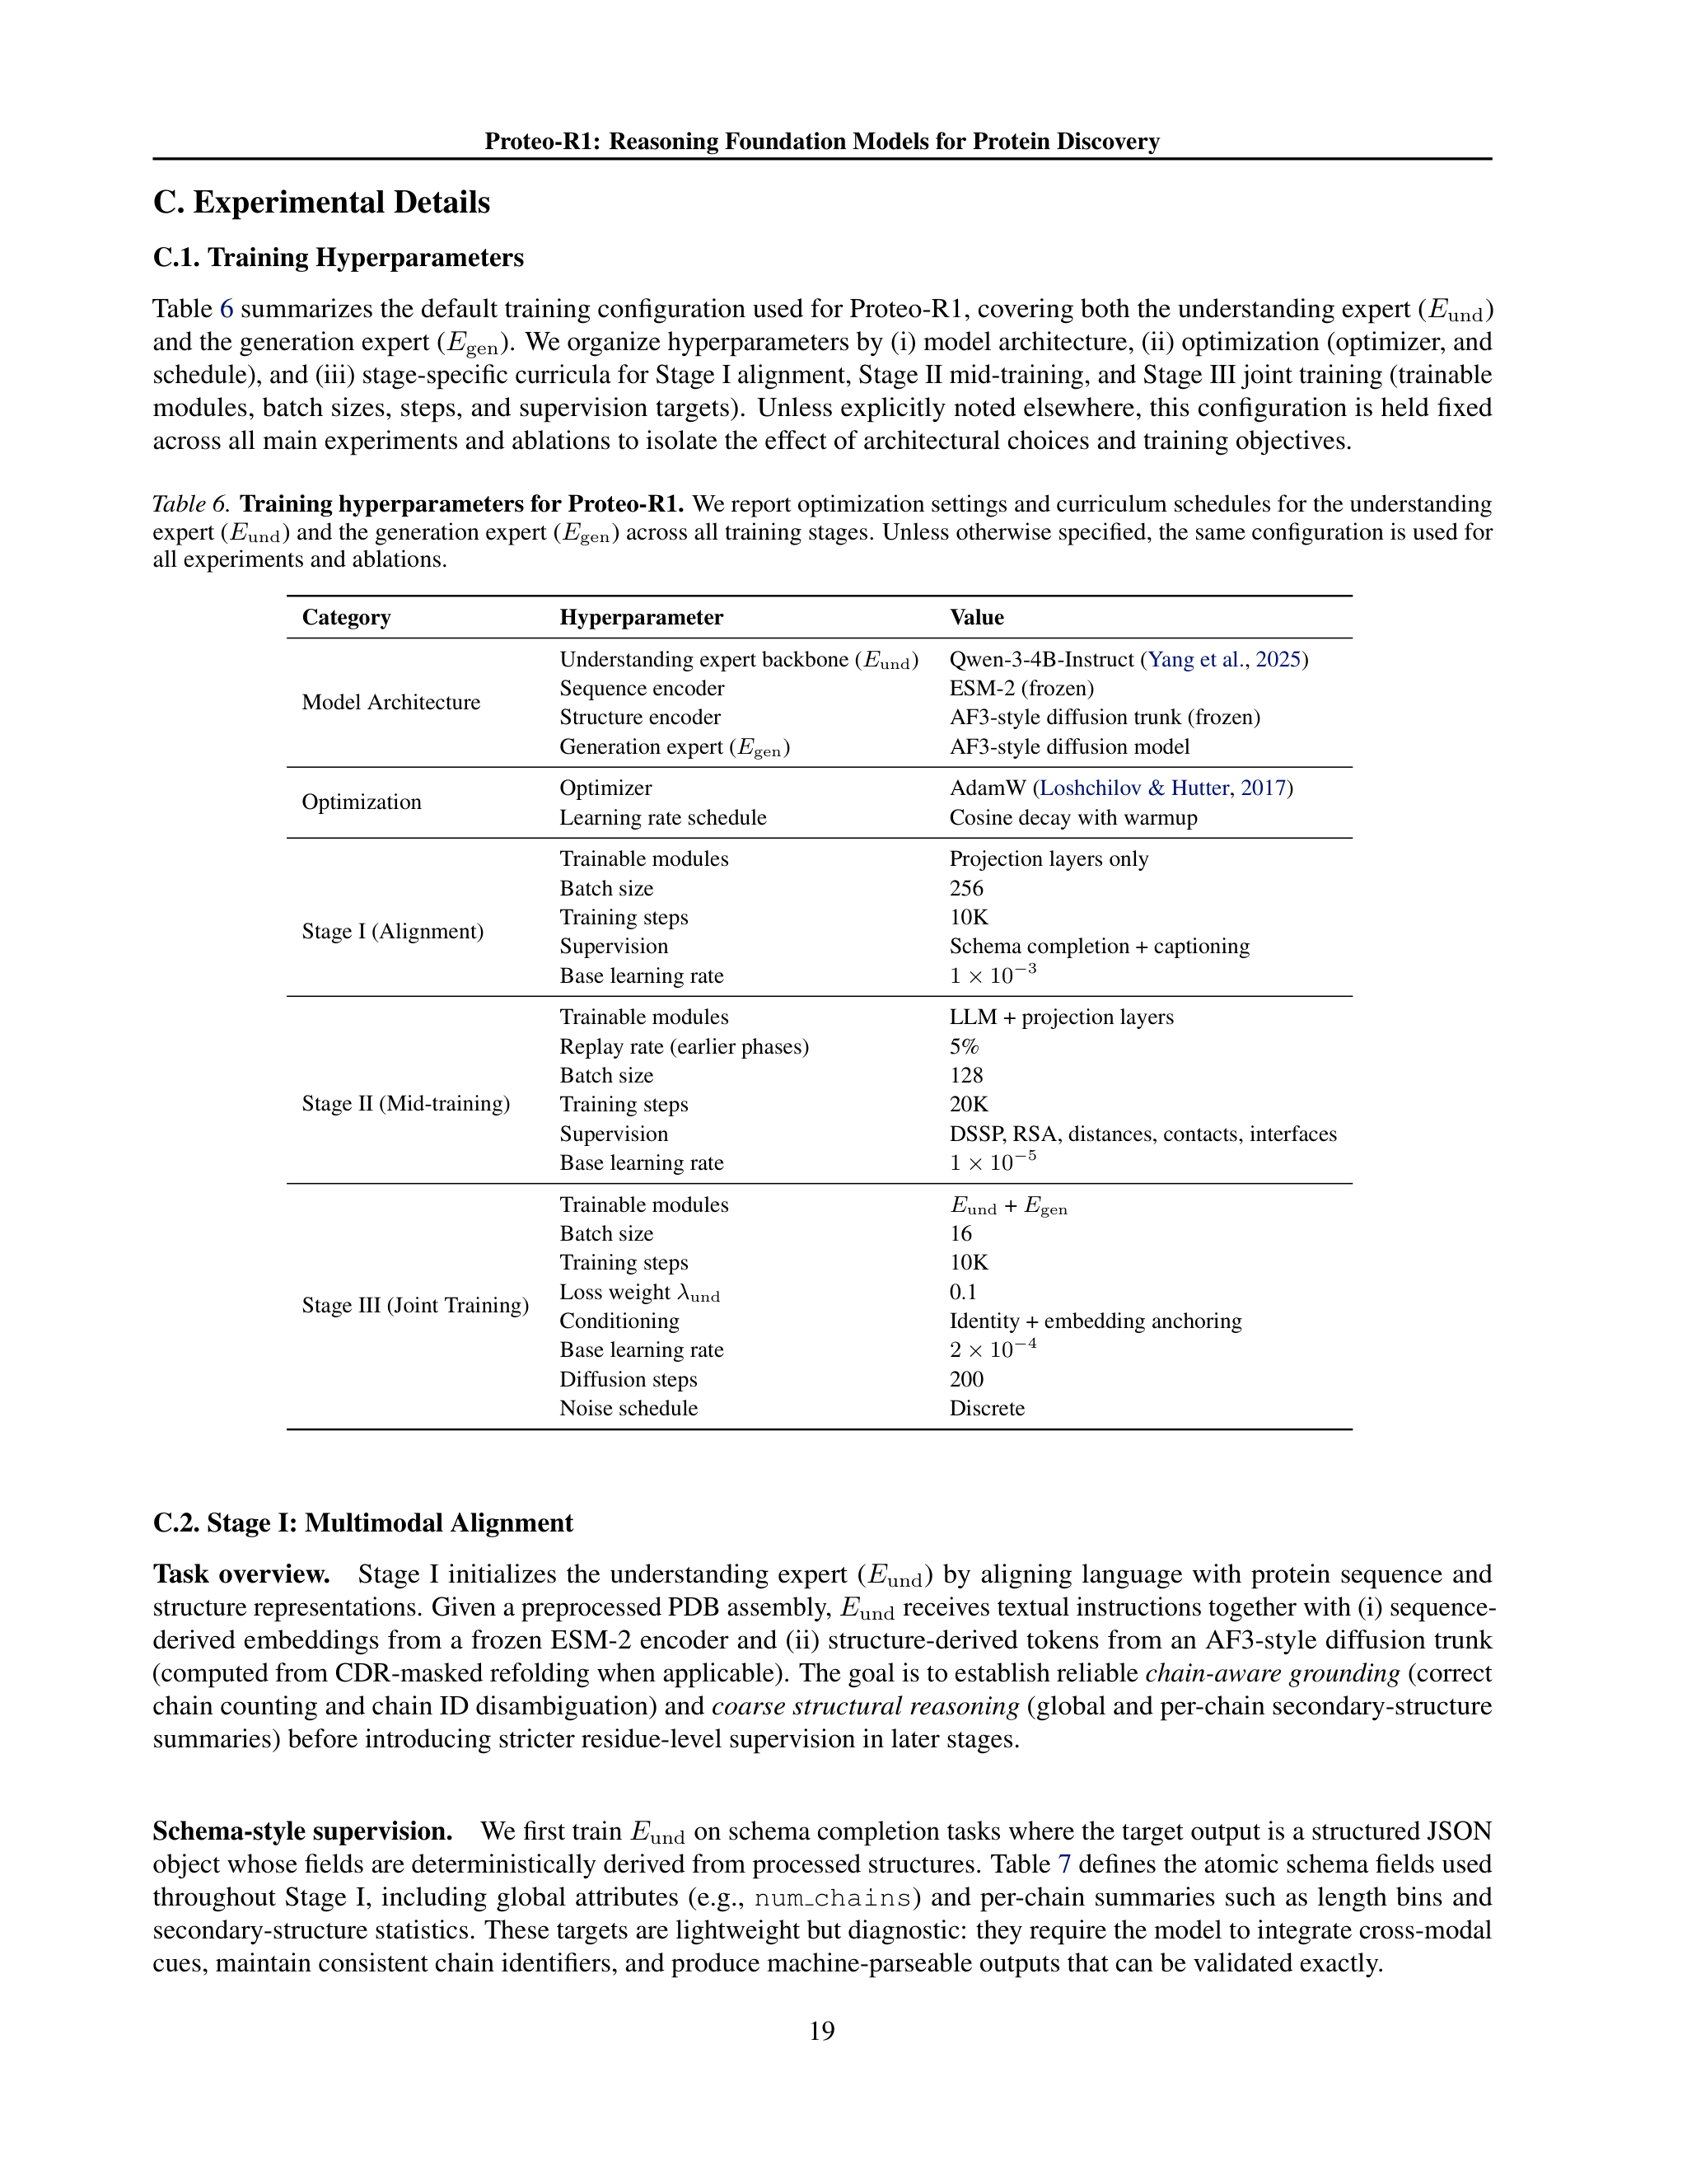 Proteo-R1: Reasoning Foundation Models for Protein Discovery
C. Experimental Details
C.1. Training Hyperparameters
Table 6 summarizes the default training configuration used for Proteo-R1, covering both the understanding expert (E_und)
and the generation expert (E_gen). We organize hyperparameters by (i) model architecture, (ii) optimization (optimizer, and
schedule), and (iii) stage-specific curricula for Stage I alignment, Stage II mid-training, and Stage III joint training (trainable
modules, batch sizes, steps, and supervision targets). Unless explicitly noted elsewhere, this configuration is held fixed
across all main experiments and ablations to isolate the effect of architectural choices and training objectives.
Table 6. Training hyperparameters for Proteo-R1. We report optimization settings and curriculum schedules for the understanding
expert (E_und) and the generation expert (E_gen) across all training stages. Unless otherwise specified, the same configuration is used for
all experiments and ablations.
Category Hyperparameter Value
Model Architecture
Understanding expert backbone (E_und) Qwen-3-4B-Instruct (Yang et al., 2025)
Sequence encoder ESM-2 (frozen)
Structure encoder AF3-style diffusion trunk (frozen)
Generation expert (E_gen) AF3-style diffusion model
Optimization
Optimizer AdamW (Loshchilov & Hutter, 2017)
Learning rate schedule Cosine decay with warmup
Stage I (Alignment)
Trainable modules Projection layers only
Batch size 256
Training steps 10K
Supervision Schema completion + captioning
Base learning rate 1 × 10⁻³
Stage II (Mid-training)
Trainable modules LLM + projection layers
Replay rate (earlier phases) 5%
Batch size 128
Training steps 20K
Supervision DSSP, RSA, distances, contacts, interfaces
Base learning rate 1 × 10⁻⁵
Stage III (Joint Training)
Trainable modules E_und + E_gen
Batch size 16
Training steps 10K
Loss weight λ_und 0.1
Conditioning Identity + embedding anchoring
Base learning rate 2 × 10⁻⁴
Diffusion steps 200
Noise schedule Discrete
C.2. Stage I: Multimodal Alignment
Task overview. Stage I initializes the understanding expert (E_und) by aligning language with protein sequence and
structure representations. Given a preprocessed PDB assembly, E_und receives textual instructions together with (i) sequence-
derived embeddings from a frozen ESM-2 encoder and (ii) structure-derived tokens from an AF3-style diffusion trunk
(computed from CDR-masked refolding when applicable). The goal is to establish reliable chain-aware grounding (correct
chain counting and chain ID disambiguation) and coarse structural reasoning (global and per-chain secondary-structure
summaries) before introducing stricter residue-level supervision in later stages.
Schema-style supervision. We first train E_und on schema completion tasks where the target output is a structured JSON
object whose fields are deterministically derived from processed structures. Table 7 defines the atomic schema fields used
throughout Stage I, including global attributes (e.g., num_chains) and per-chain summaries such as length bins and
secondary-structure statistics. These targets are lightweight but diagnostic: they require the model to integrate cross-modal
cues, maintain consistent chain identifiers, and produce machine-parseable outputs that can be validated exactly.
19